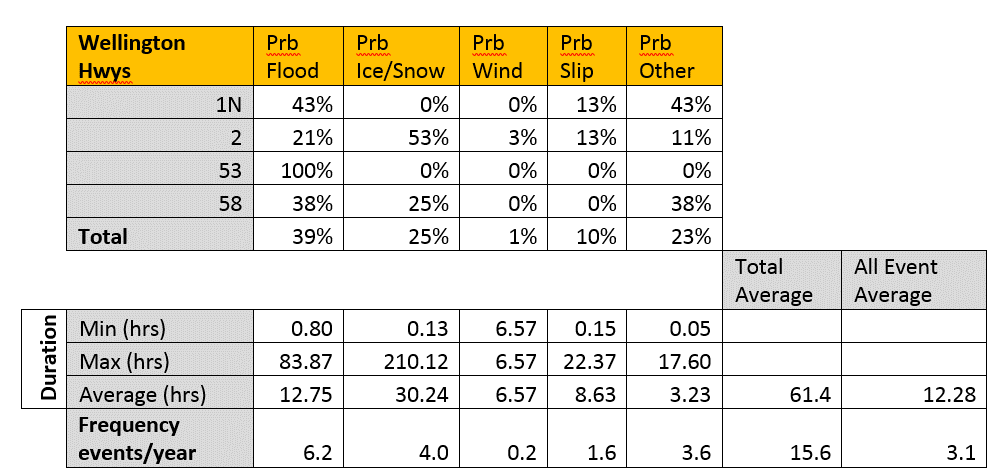 Wellington Hwys Prb Flood Prb Ice/Snow Prb Wind Prb Slip Prb Other
1N 43% 0% 0% 13% 43%
2 21% 53% 3% 13% 11%
53 100% 0% 0% 0% 0%
58 38% 25% 0% 0% 38%
Total 39% 25% 1% 10% 23%
Total Average All Event Average
Duration
Min (hrs) 0.80 0.13 6.57 0.15 0.05
Max (hrs) 83.87 210.12 6.57 22.37 17.60
Average (hrs) 12.75 30.24 6.57 8.63 3.23 61.4 12.28
Frequency events/year 6.2 4.0 0.2 1.6 3.6 15.6 3.1